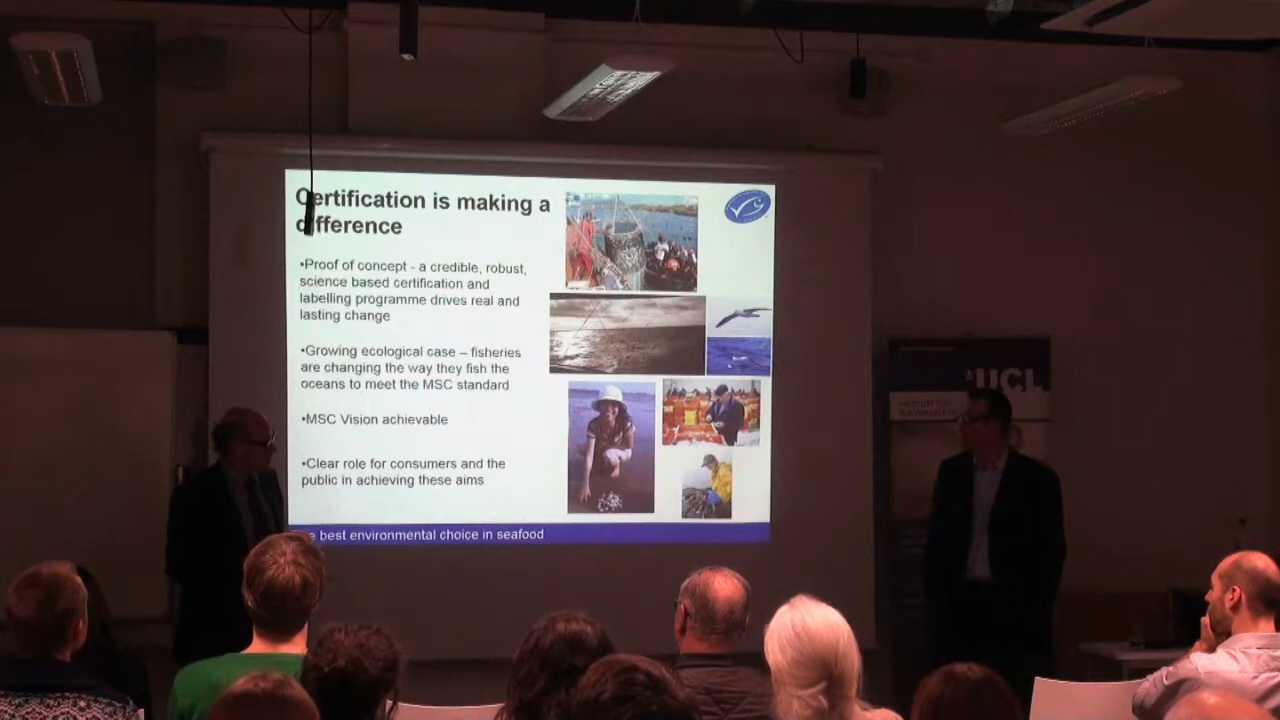 Certification is making a
difference
•Proof of concept - a credible, robust,
science based certification and
labelling programme drives real and
lasting change
•Growing ecological case – fisheries
are changing the way they fish the
oceans to meet the MSC standard
•MSC Vision achievable
•Clear role for consumers and the
public in achieving these aims
best environmental choice in seafood
UCL